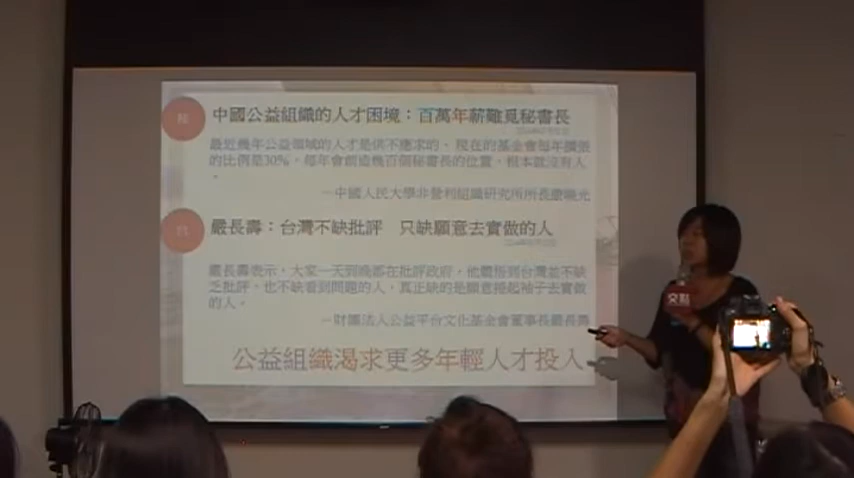 中國公益組織的人才困境：百萬年薪難覓秘書長
最近幾年公益領域的人才是供不應求的。現在的基金會每年擴張
的比例是30%，每年會創造幾百個秘書長的位置，根本就沒有人
。
—中國人民大學非營利組織研究所所長康曉光
台
嚴長壽：台灣不缺批評 只缺願意去實做的人
嚴長壽表示，大家一天到晚都在批評政府，他體悟到台灣並不缺
乏批評，也不缺看到問題的人，真正缺的是願意捲起袖子去實做
的人。
—財團法人公益平台文化基金會董事長嚴長壽
公益組織渴求更多年輕人才投入
交點